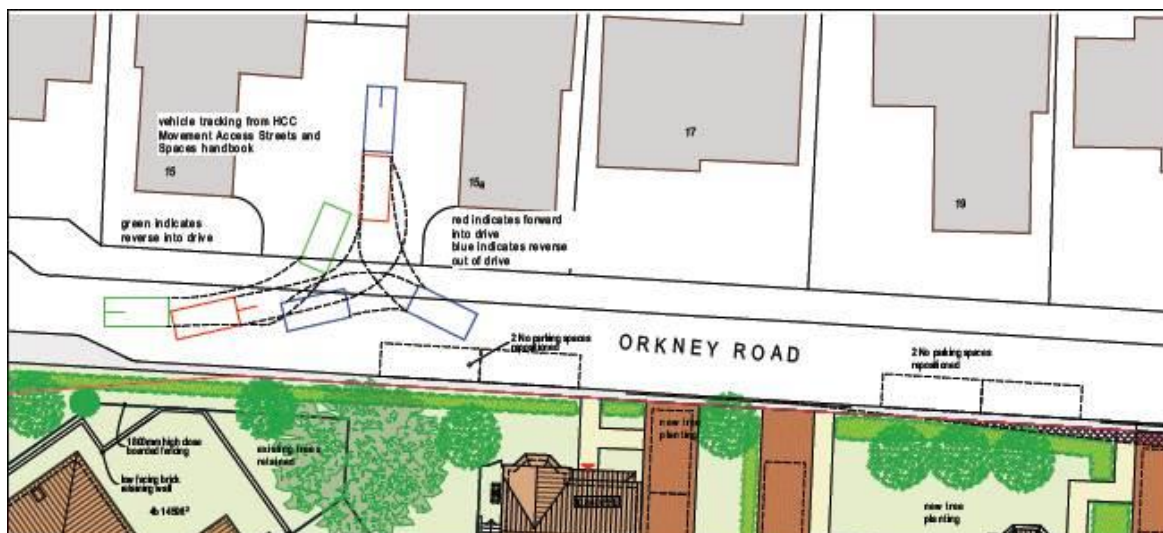 vehicle tracking from HCC
Movement Access Streets and
Spaces handbook
15
15a
17
19
green indicates
reverse into drive
red indicates forward
into drive
blue indicates reverse
out of drive
2 No parking spaces
repositioned
ORKNEY ROAD
2 No parking spaces
repositioned
1800mm high close
boarded fencing
low facing brick
retaining wall
existing trees
retained
new tree
planting
new tree
planting